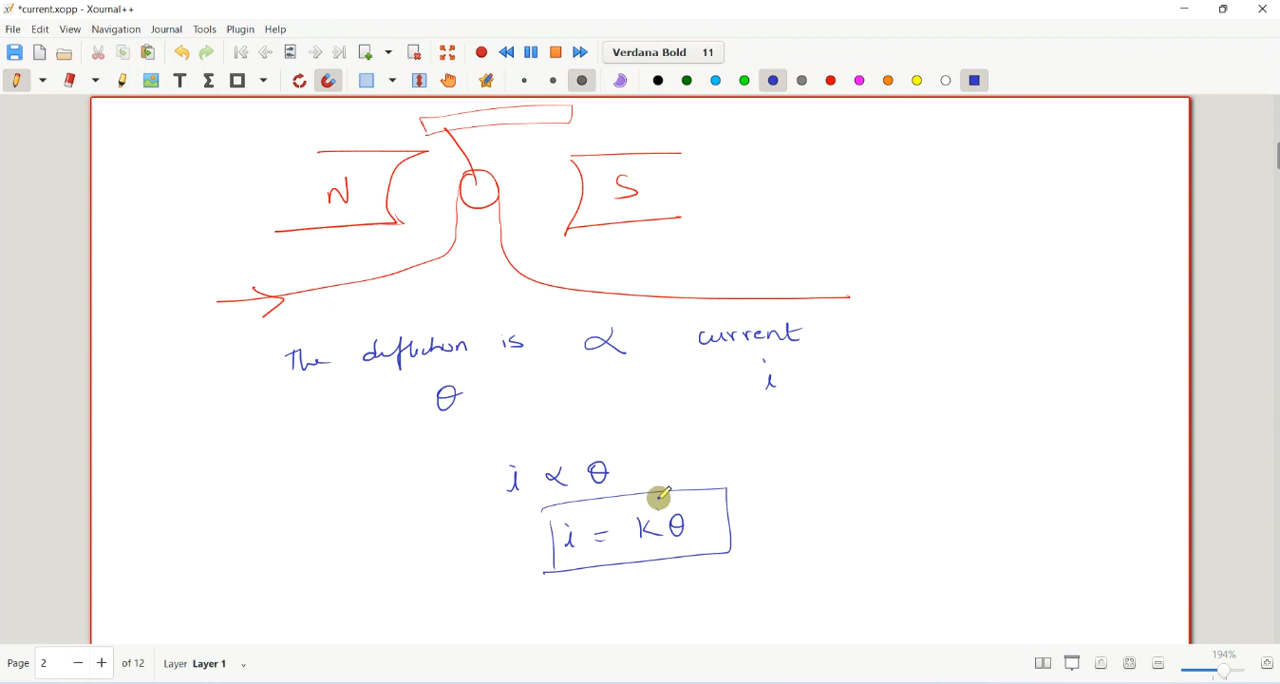 *current.xopp - Xournal++
File Edit View Navigation Journal Tools Plugin Help
Verdana Bold 11
N S
The deflction is ∝ current
θ i
i ∝ θ
i = kθ
Page 2 of 12 Layer Layer 1 194%